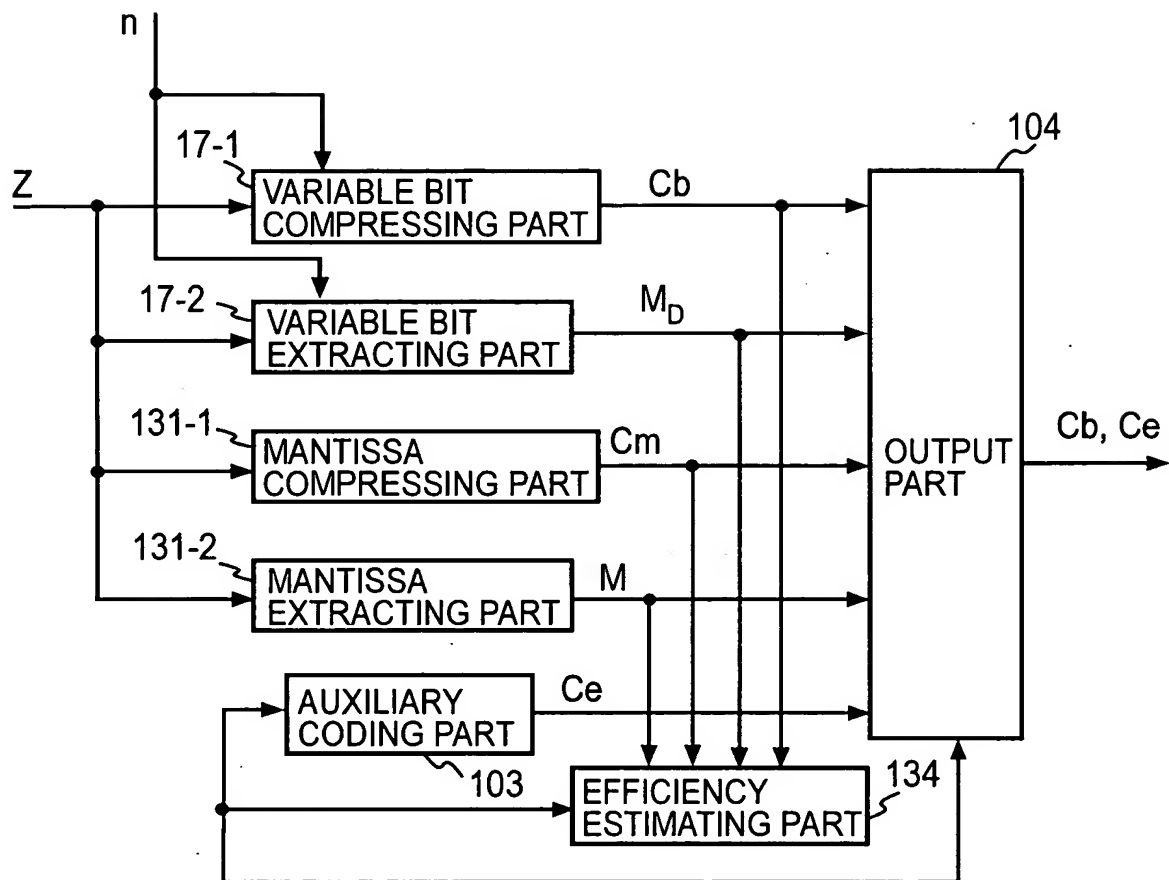 n
17-1
104
Z
VARIABLE BIT
COMPRESSING PART
Cb
17-2
VARIABLE BIT
EXTRACTING PART
M_D
131-1
MANTISSA
COMPRESSING PART
Cm
OUTPUT
PART
Cb, Ce
131-2
MANTISSA
EXTRACTING PART
M
AUXILIARY
CODING PART
Ce
103
EFFICIENCY
ESTIMATING PART
134